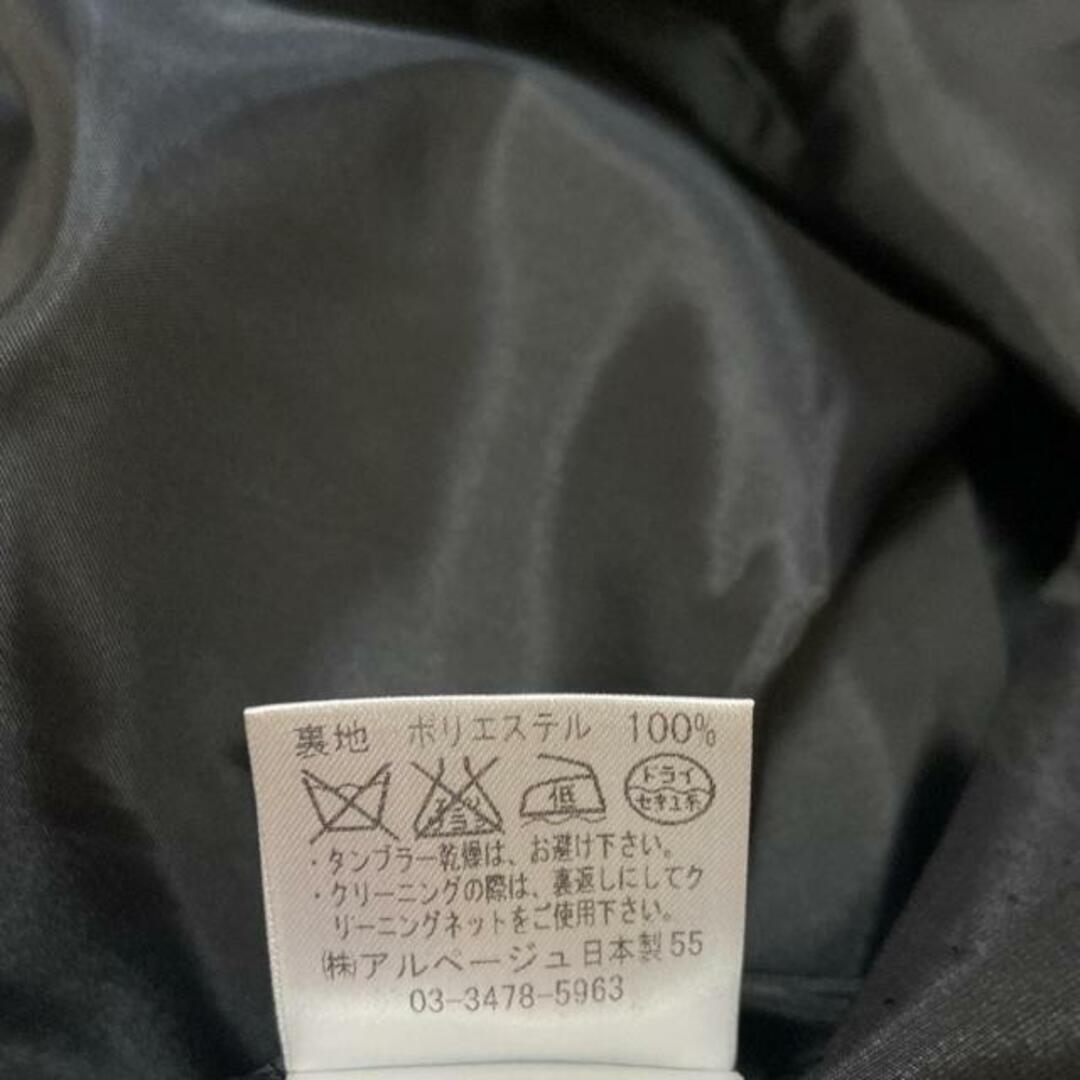 裏地 ポリエステル 100%
低 ドライ
セキユ系
・タンブラー乾燥は、お避け下さい。
・クリーニングの際は、裏返しにしてク
リーニングネットをご使用下さい。
(株)アルページュ日本製55
03-3478-5963